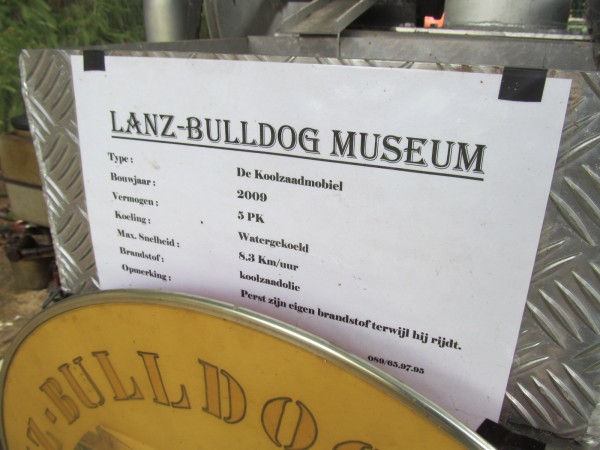 LANZ-BULLDOG MUSEUM
Type : De Koolzaadmobiel
Bouwjaar : 2009
Vermogen : 5 PK
Koeling : Watergekoeld
Max. Snelheid : 8.3 Km/uur
Brandstof : koolzaadolie
Opmerking : Perst zijn eigen brandstof terwijl hij rijdt.
089/65.97.95
Z-BULLDO